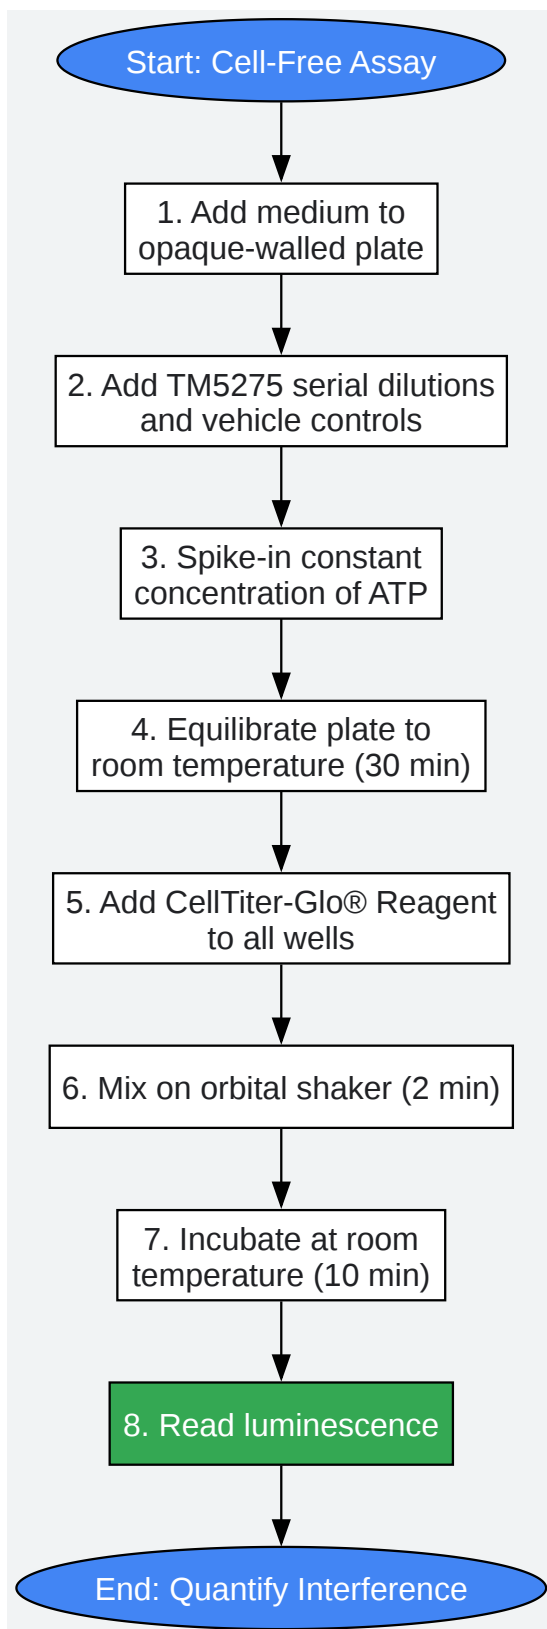 Start: Cell-Free Assay
1. Add medium to
opaque-walled plate
2. Add TM5275 serial dilutions
and vehicle controls
3. Spike-in constant
concentration of ATP
4. Equilibrate plate to
room temperature (30 min)
5. Add CellTiter-Glo® Reagent
to all wells
6. Mix on orbital shaker (2 min)
7. Incubate at room
temperature (10 min)
8. Read luminescence
End: Quantify Interference